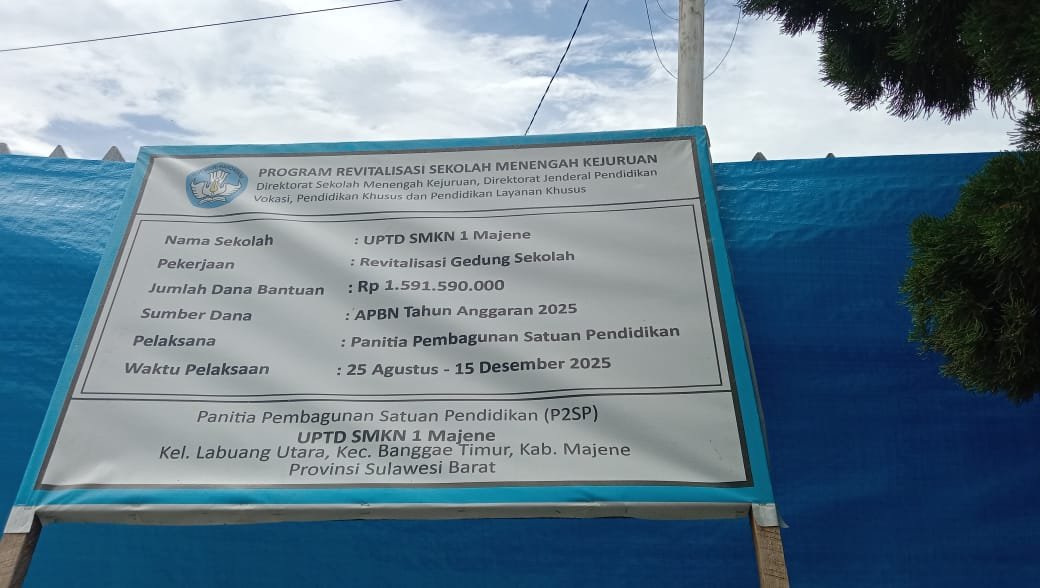 PROGRAM REVITALISASI SEKOLAH MENENGAH KEJURUAN
Direktorat Sekolah Menengah Kejuruan, Direktorat Jenderal Pendidikan
Vokasi, Pendidikan Khusus dan Pendidikan Layanan Khusus
Nama Sekolah : UPTD SMKN 1 Majene
Pekerjaan : Revitalisasi Gedung Sekolah
Jumlah Dana Bantuan : Rp 1.591.590.000
Sumber Dana : APBN Tahun Anggaran 2025
Pelaksana : Panitia Pembagunan Satuan Pendidikan
Waktu Pelaksaan : 25 Agustus - 15 Desember 2025
Panitia Pembagunan Satuan Pendidikan (P2SP)
UPTD SMKN 1 Majene
Kel. Labuang Utara, Kec. Banggae Timur, Kab. Majene
Provinsi Sulawesi Barat